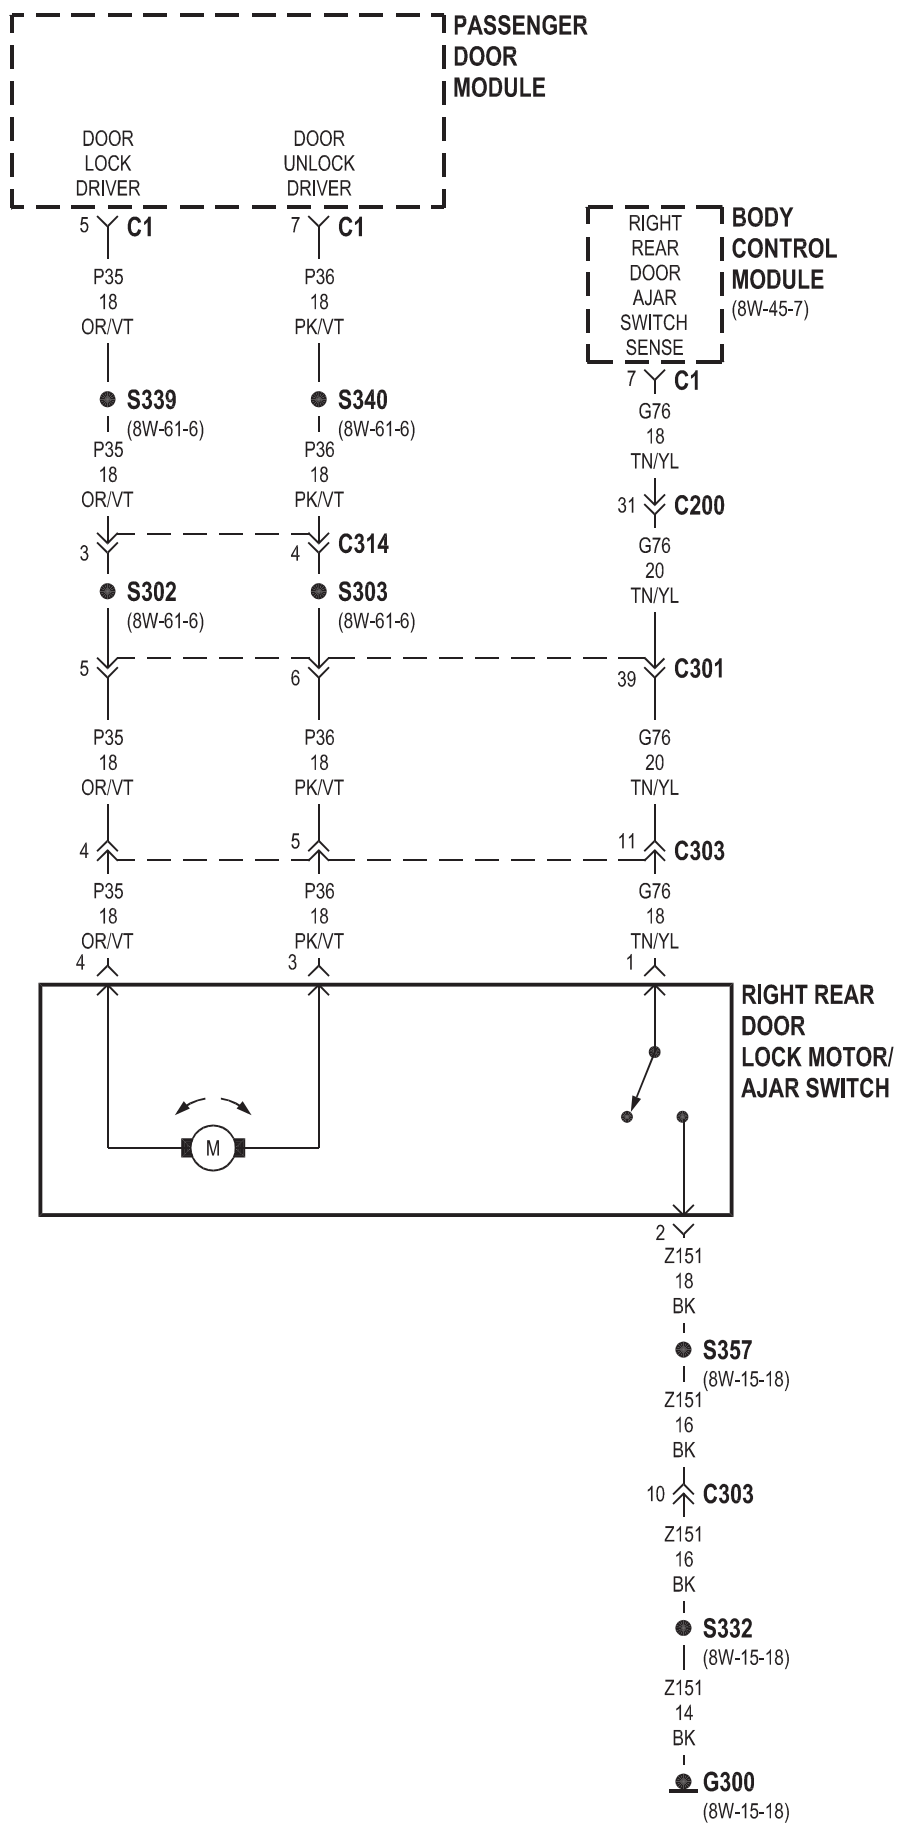 PASSENGER
DOOR
MODULE
DOOR
LOCK
DRIVER
DOOR
UNLOCK
DRIVER
5 C1
7 C1
P35
18
OR/VT
P36
18
PK/VT
S339
(8W-61-6)
S340
(8W-61-6)
P35
18
OR/VT
P36
18
PK/VT
3
4 C314
S302
(8W-61-6)
S303
(8W-61-6)
RIGHT
REAR
DOOR
AJAR
SWITCH
SENSE
BODY
CONTROL
MODULE
(8W-45-7)
7 C1
G76
18
TN/YL
31 C200
G76
20
TN/YL
5
6
39 C301
P35
18
OR/VT
P36
18
PK/VT
G76
20
TN/YL
4
5
11 C303
P35
18
OR/VT
P36
18
PK/VT
G76
18
TN/YL
4
3
1
RIGHT REAR
DOOR
LOCK MOTOR/
AJAR SWITCH
M
2
Z151
18
BK
S357
(8W-15-18)
Z151
16
BK
10 C303
Z151
16
BK
S332
(8W-15-18)
Z151
14
BK
G300
(8W-15-18)